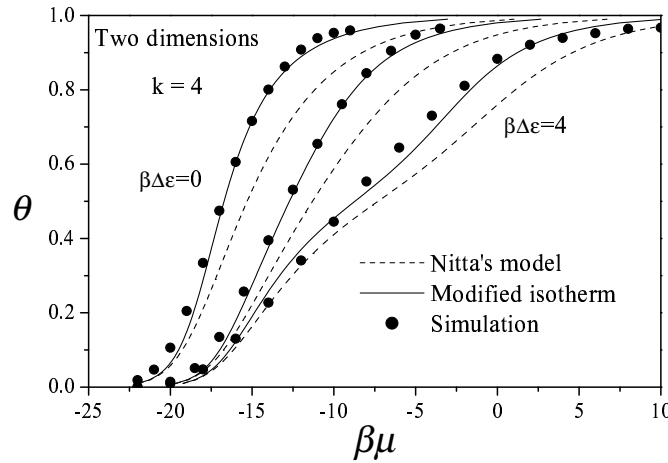 Two dimensions
k = 4
βΔε=0
βΔε=4
Nitta's model
Modified isotherm
Simulation
θ
1.0
0.8
0.6
0.4
0.2
0.0
-25 -20 -15 -10 -5 0 5 10
βμ